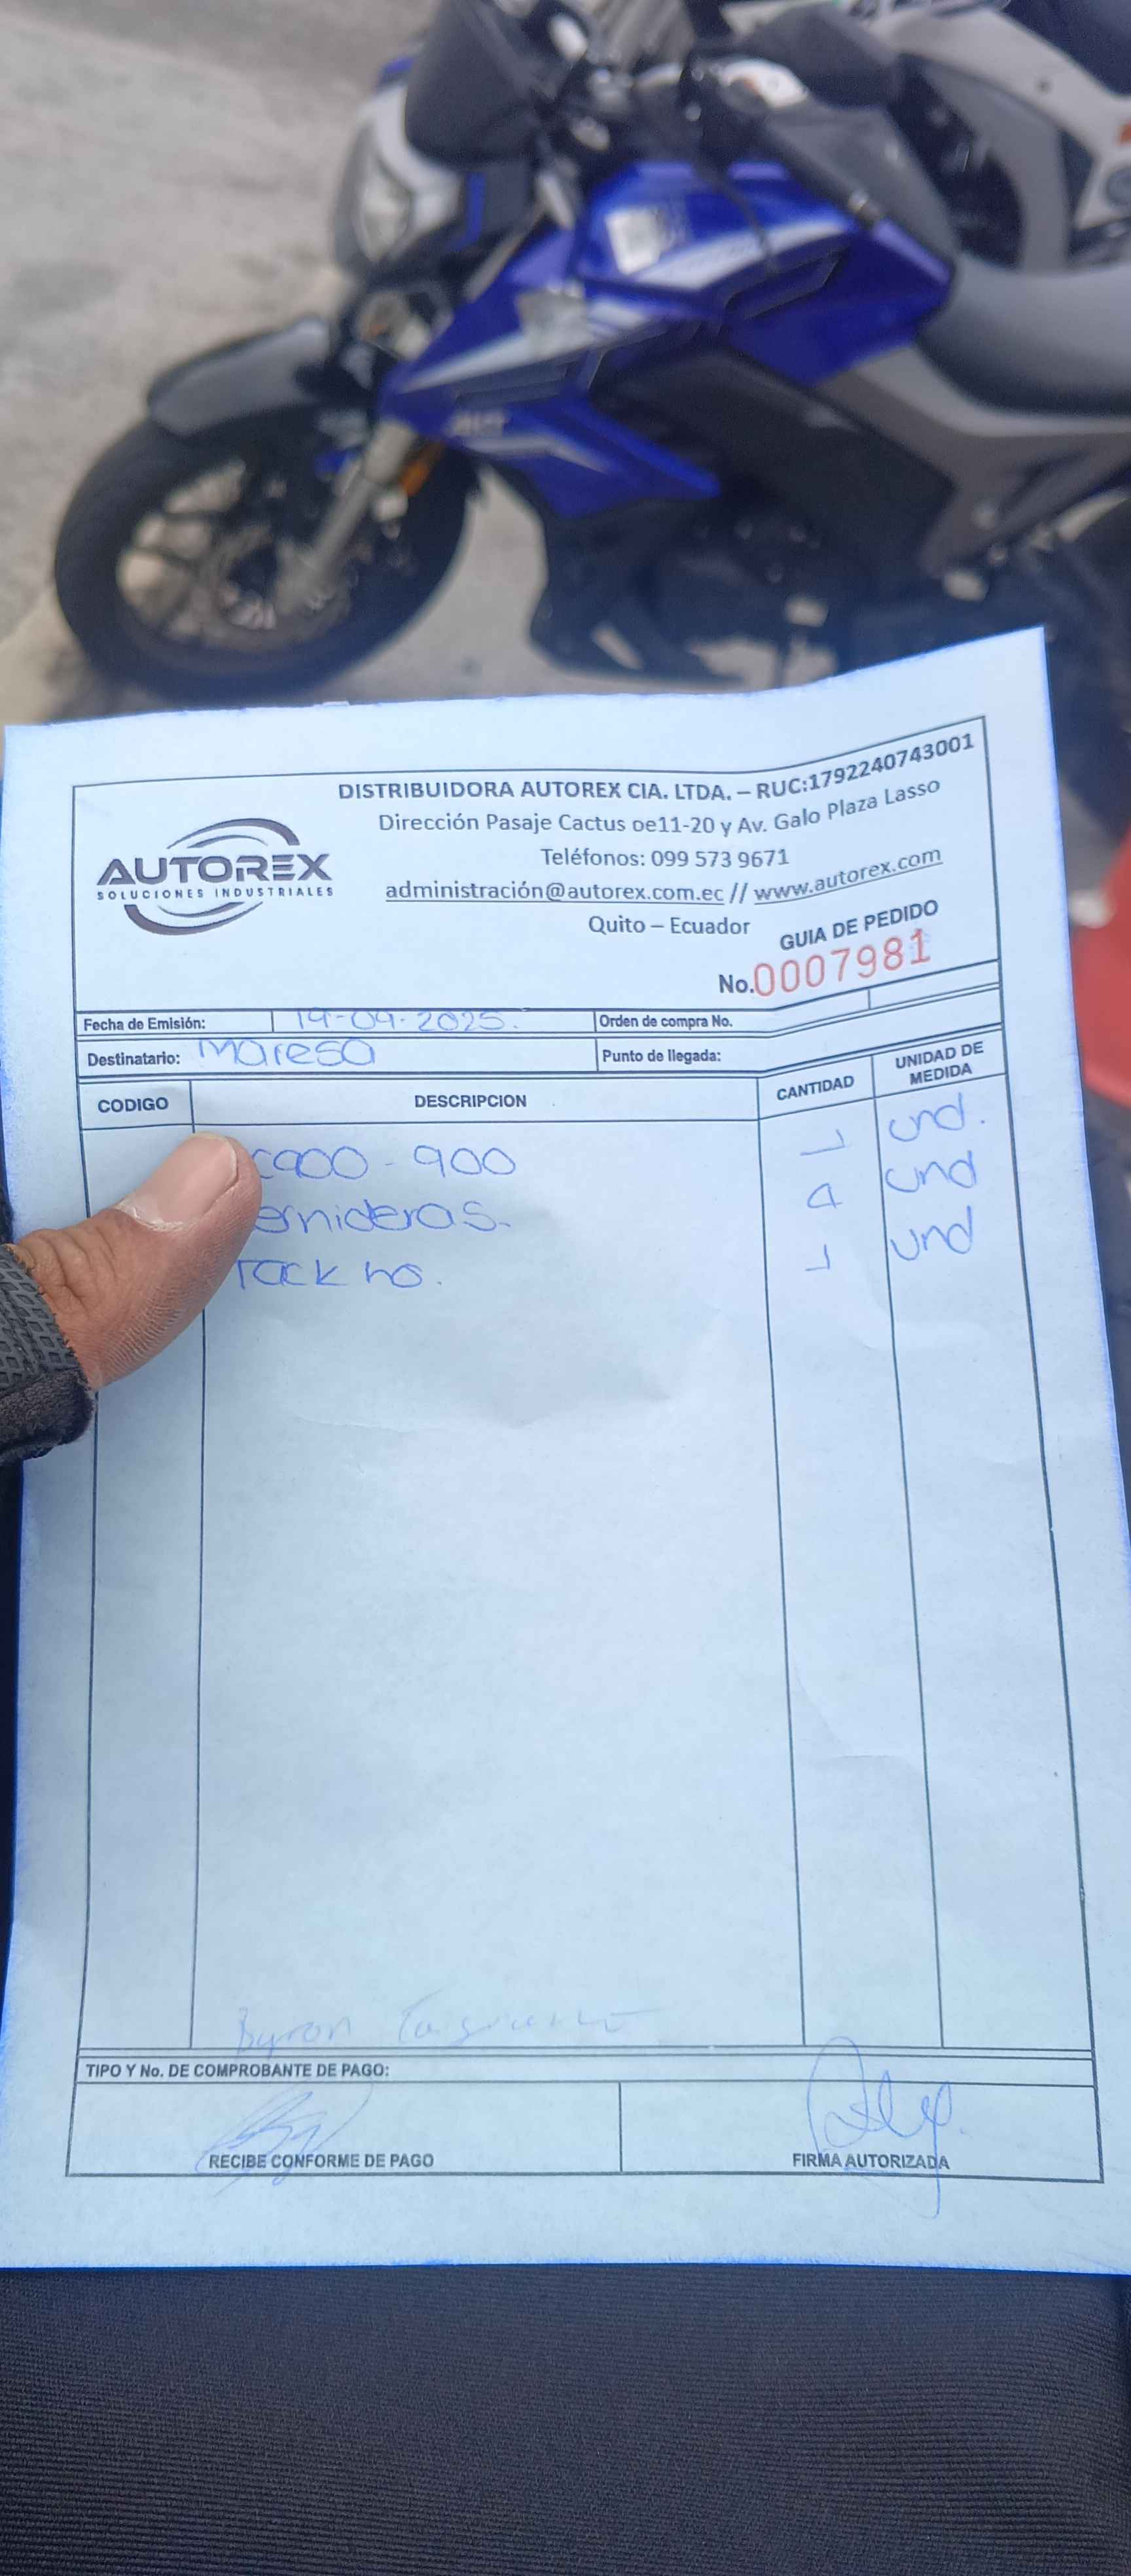 DISTRIBUIDORA AUTOREX CIA. LTDA. – RUC:1792240743001
Dirección Pasaje Cactus oe11-20 y Av. Galo Plaza Lasso
Teléfonos: 099 573 9671
administración@autorex.com.ec // www.autorex.com
Quito – Ecuador
AUTOREX
SOLUCIONES INDUSTRIALES
GUIA DE PEDIDO
No.0007981
Fecha de Emisión: 19-09-2025. Orden de compra No.
Destinatario: Maresa Punto de llegada:
CODIGO DESCRIPCION CANTIDAD UNIDAD DE MEDIDA
900 - 900 1 und.
ernideras. 4 und
1 und
Byron
TIPO Y No. DE COMPROBANTE DE PAGO:
RECIBE CONFORME DE PAGO FIRMA AUTORIZADA